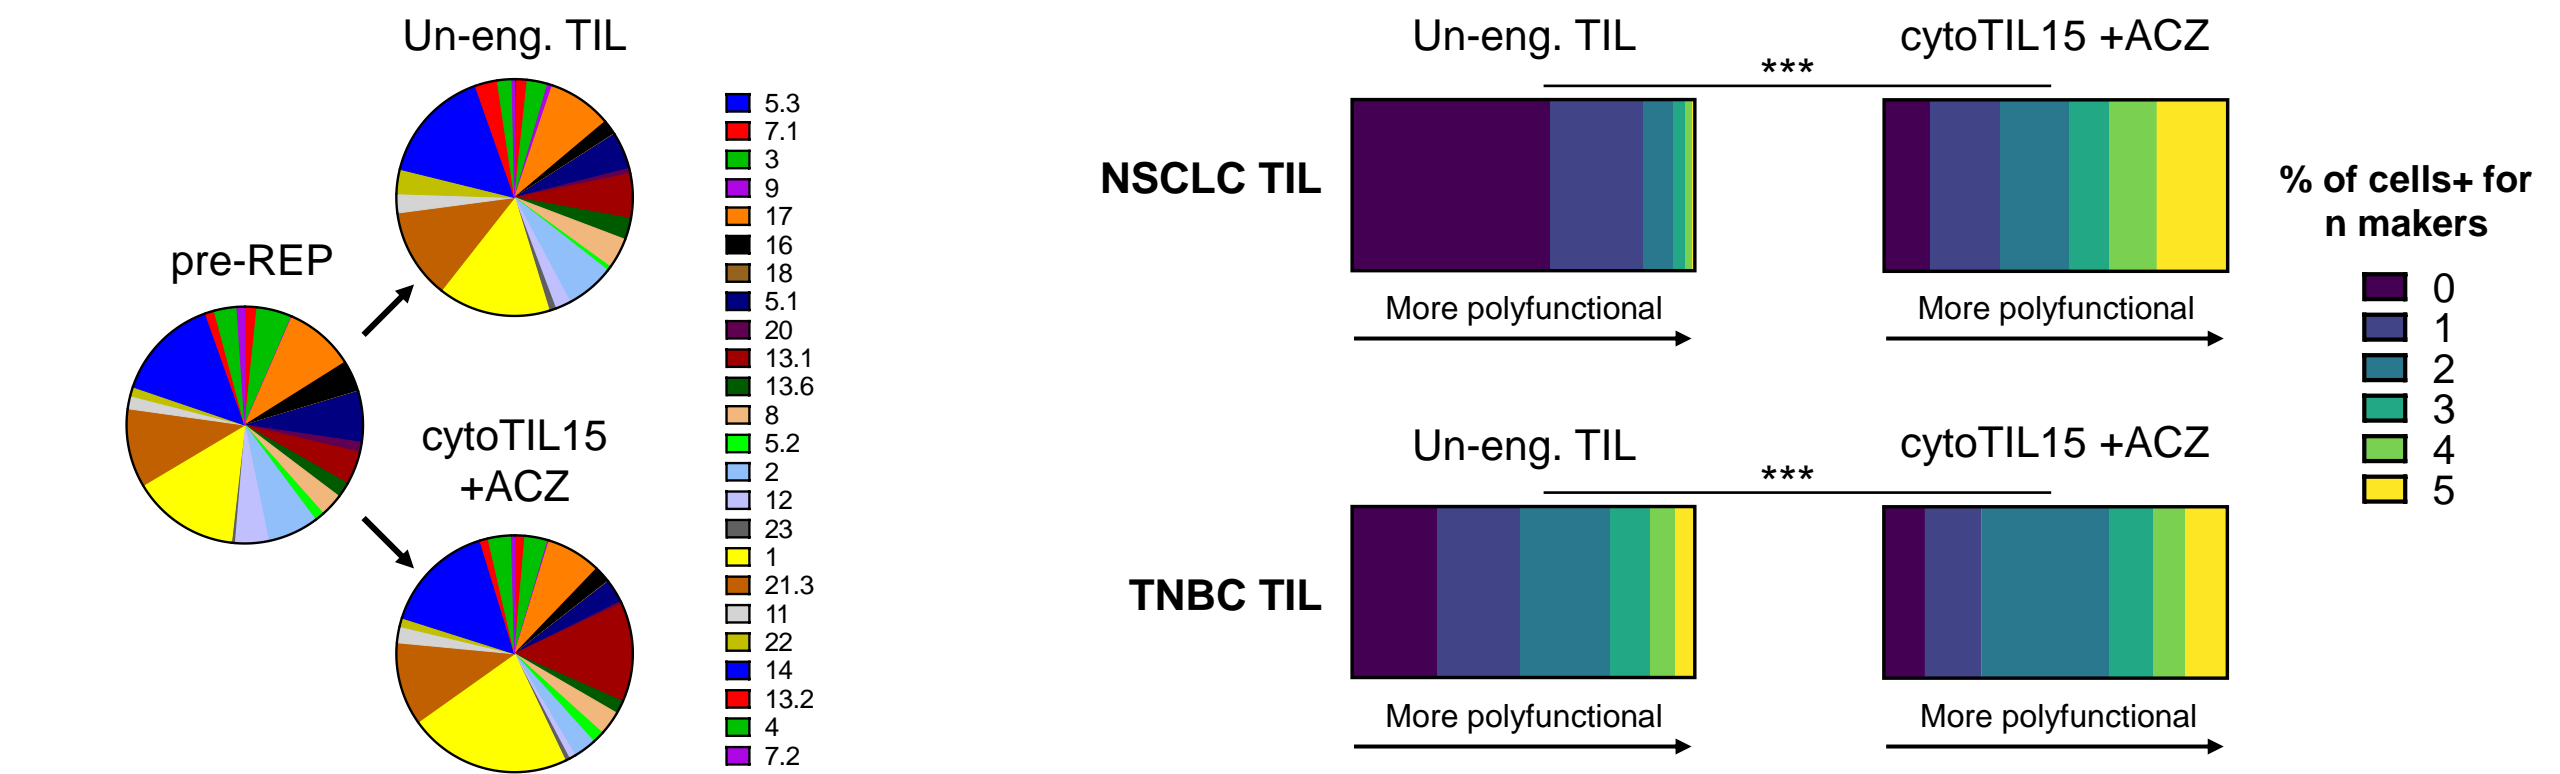 Un-eng. TIL
pre-REP
cytoTIL15
+ACZ
5.3
7.1
3
9
17
16
18
5.1
20
13.1
13.6
8
5.2
2
12
23
1
21.3
11
22
14
13.2
4
7.2
Un-eng. TIL
cytoTIL15 +ACZ
***
NSCLC TIL
More polyfunctional
More polyfunctional
Un-eng. TIL
cytoTIL15 +ACZ
***
TNBC TIL
More polyfunctional
More polyfunctional
% of cells+ for
n makers
0
1
2
3
4
5